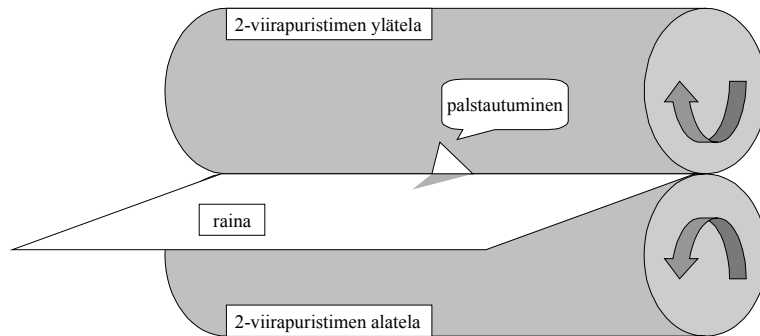 2-viirapuristimen ylätela
palstautuminen
raina
2-viirapuristimen alatela